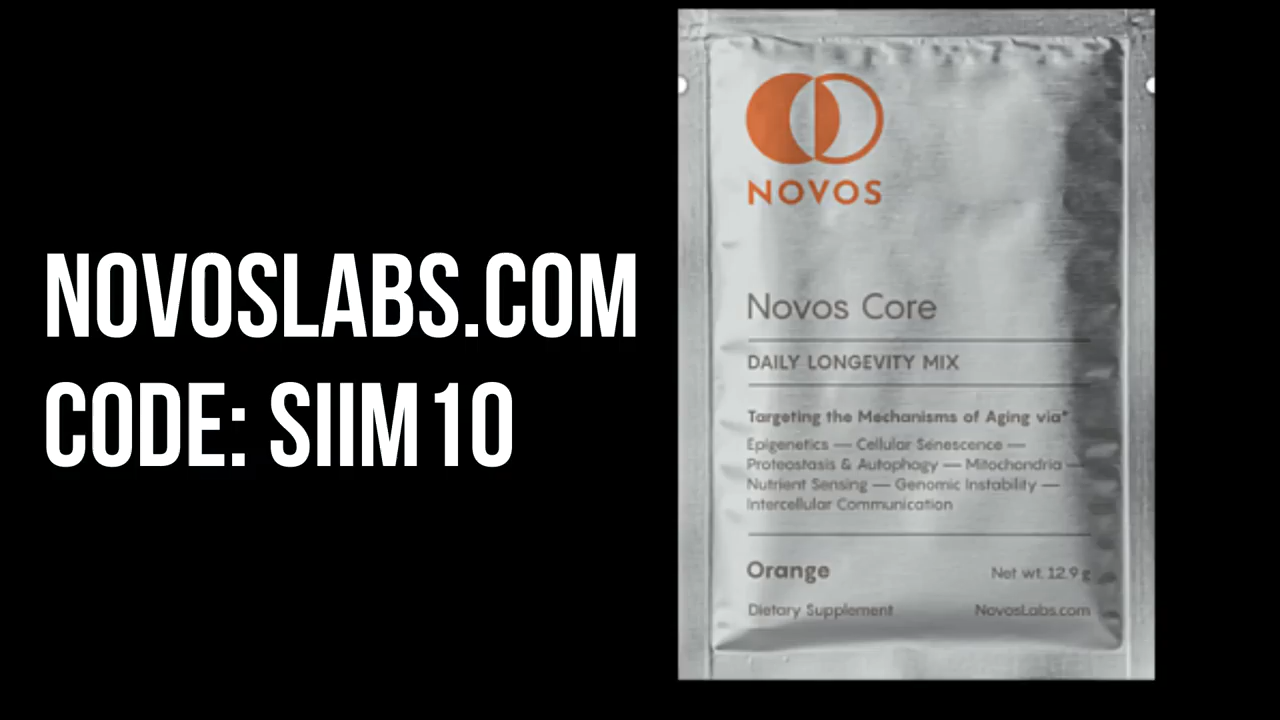 NOVOSLABS.COM
CODE: SIIM10
NOVOS
Novos Core
DAILY LONGEVITY MIX
Targeting the Mechanisms of Aging via*
Epigenetics — Cellular Senescence —
Proteostasis & Autophagy — Mitochondria —
Nutrient Sensing — Genomic Instability —
Intercellular Communication
Orange
Net wt. 12.9 g
Dietary Supplement
NovosLabs.com